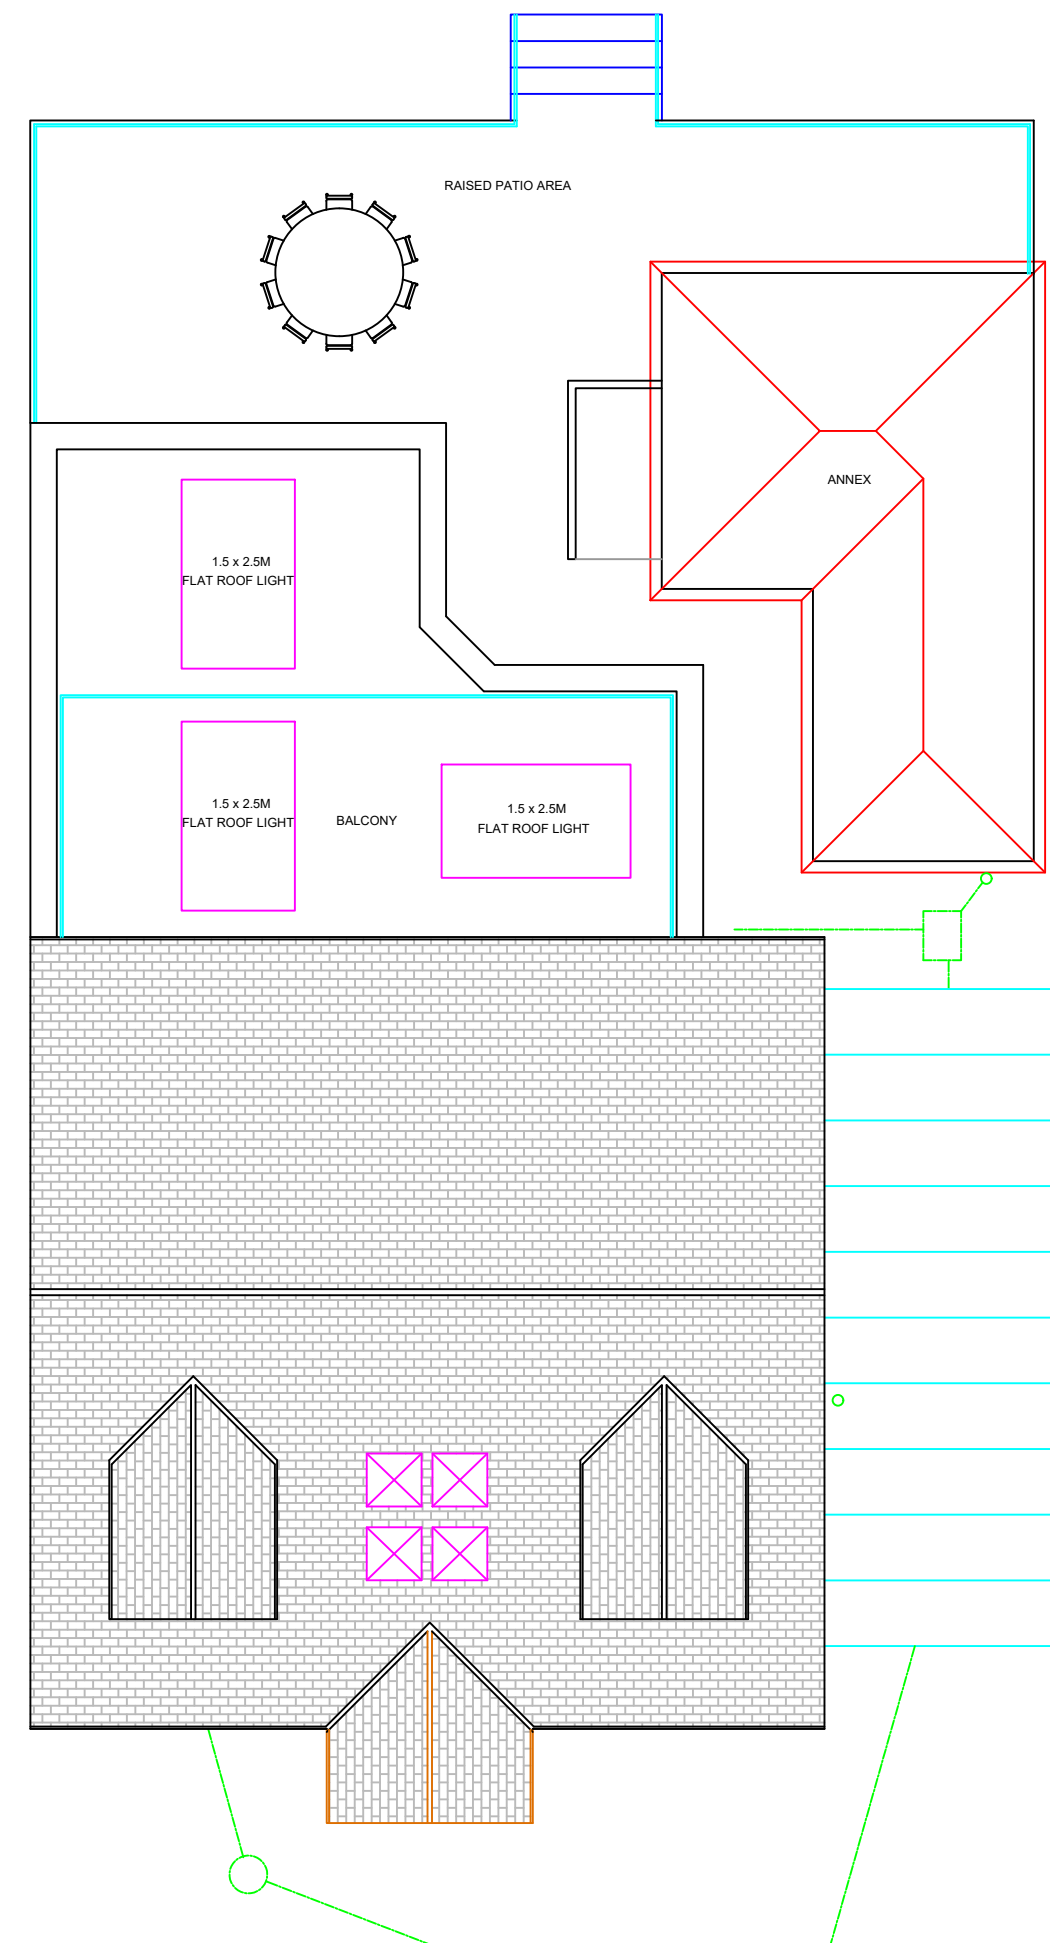 RAISED PATIO AREA
ANNEX
1.5 x 2.5M
FLAT ROOF LIGHT
1.5 x 2.5M
FLAT ROOF LIGHT
BALCONY
1.5 x 2.5M
FLAT ROOF LIGHT